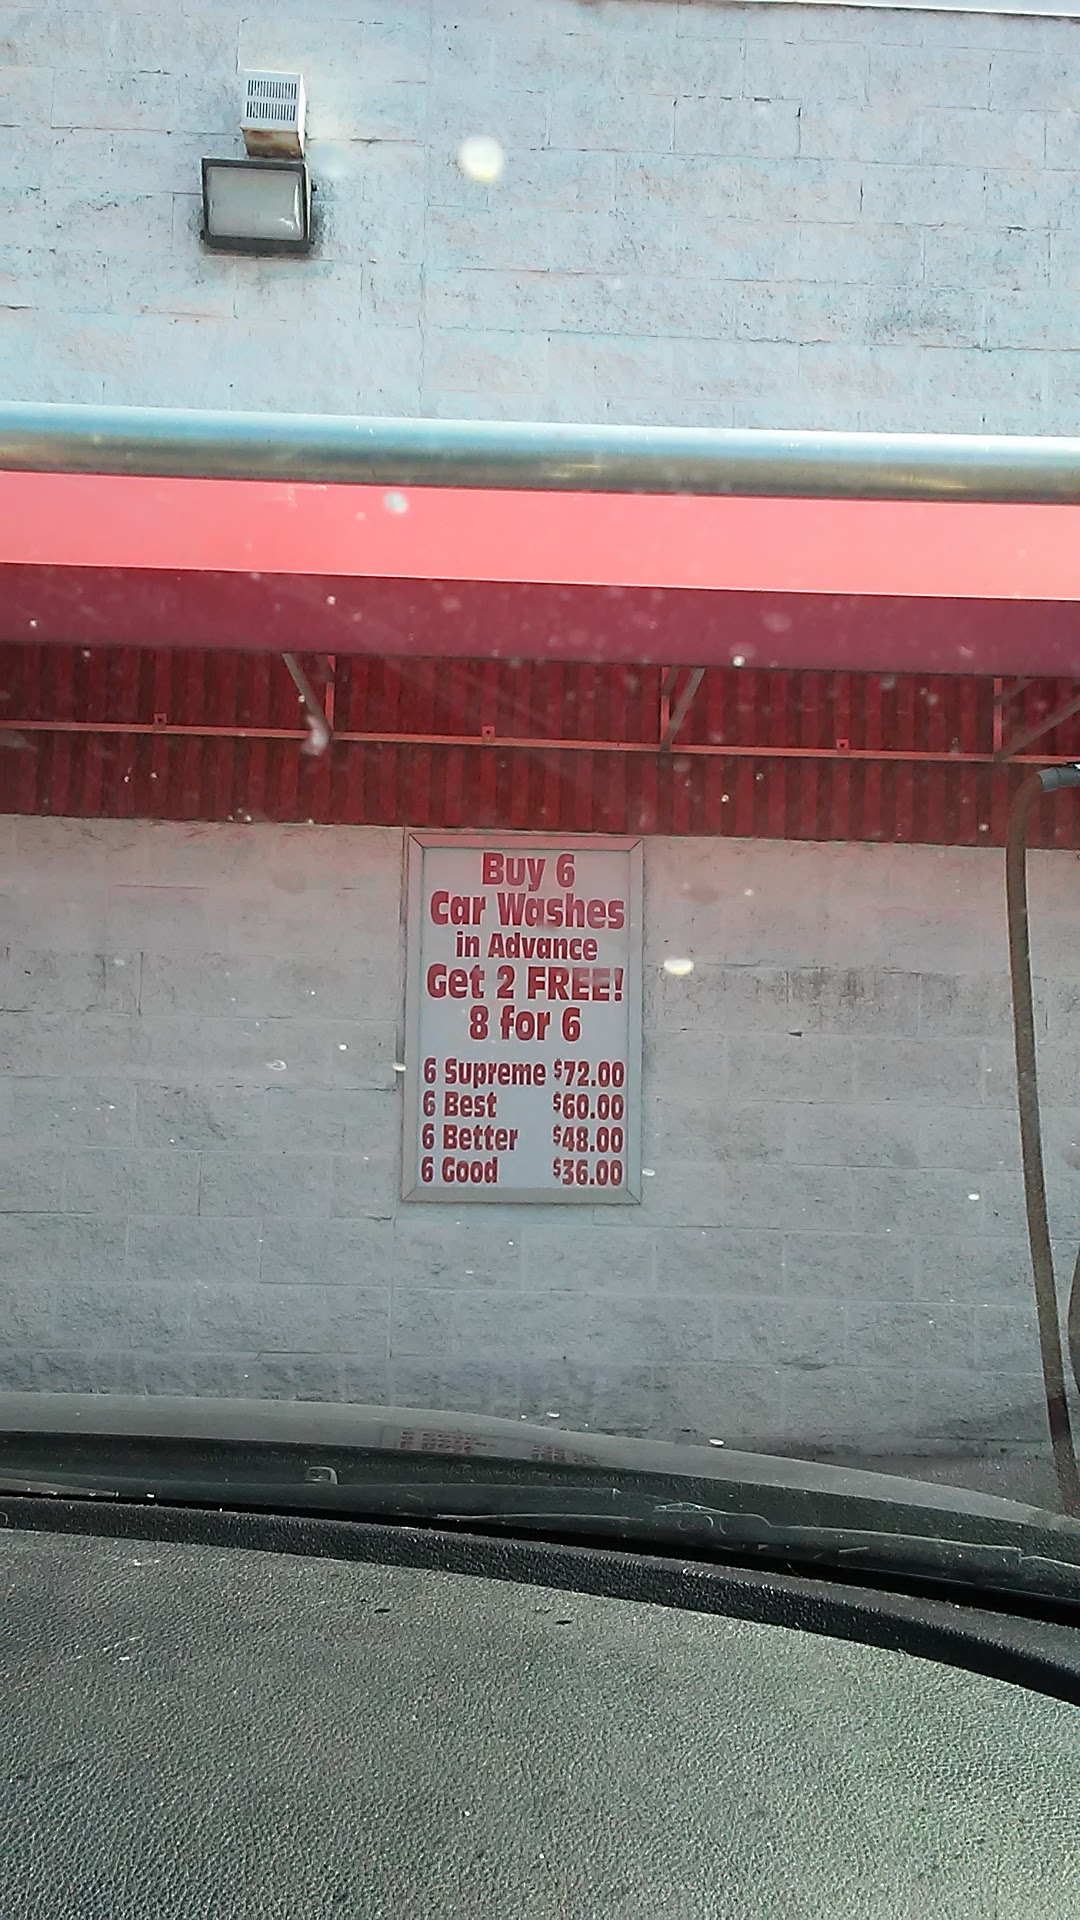 Buy 6
Car Washes
in Advance
Get 2 FREE!
8 for 6
6 Supreme $72.00
6 Best $60.00
6 Better $48.00
6 Good $36.00